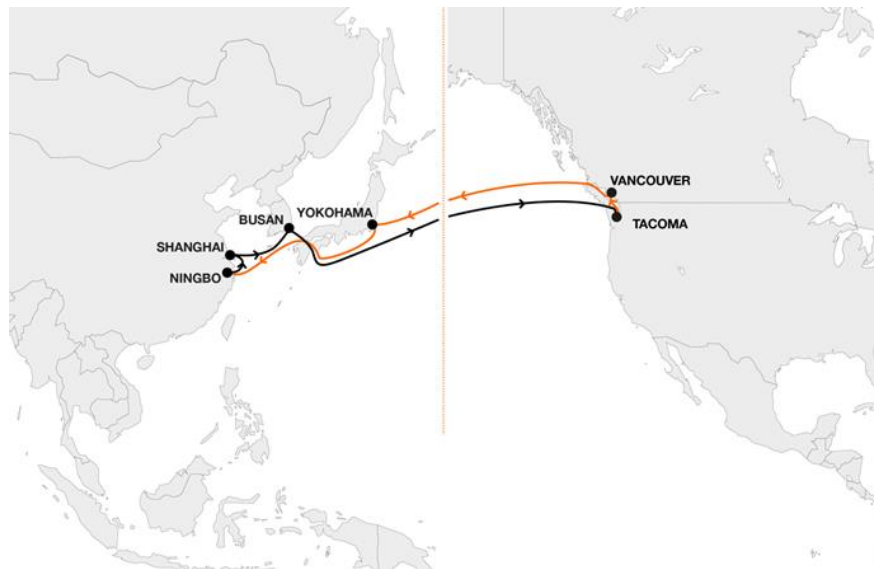 VANCOUVER
YOKOHAMA
BUSAN
TACOMA
SHANGHAI
NINGBO